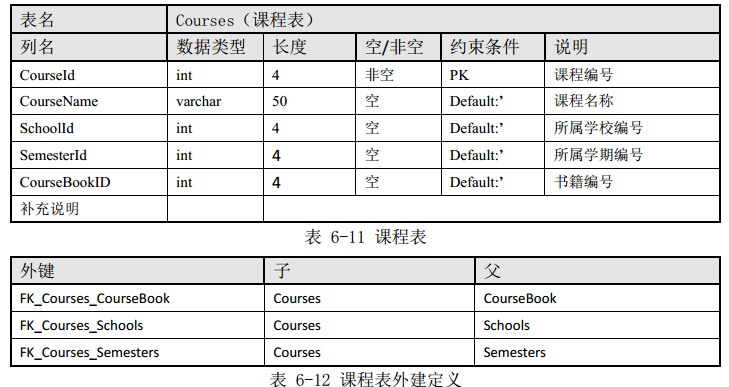 表名 Courses（课程表）
列名 数据类型 长度 空/非空 约束条件 说明
CourseId int 4 非空 PK 课程编号
CourseName varchar 50 空 Default:’ 课程名称
SchoolId int 4 空 Default:’ 所属学校编号
SemesterId int 4 空 Default:’ 所属学期编号
CourseBookID int 4 空 Default:’ 书籍编号
补充说明
表 6-11 课程表
外键 子 父
FK_Courses_CourseBook Courses CourseBook
FK_Courses_Schools Courses Schools
FK_Courses_Semesters Courses Semesters
表 6-12 课程表外建定义